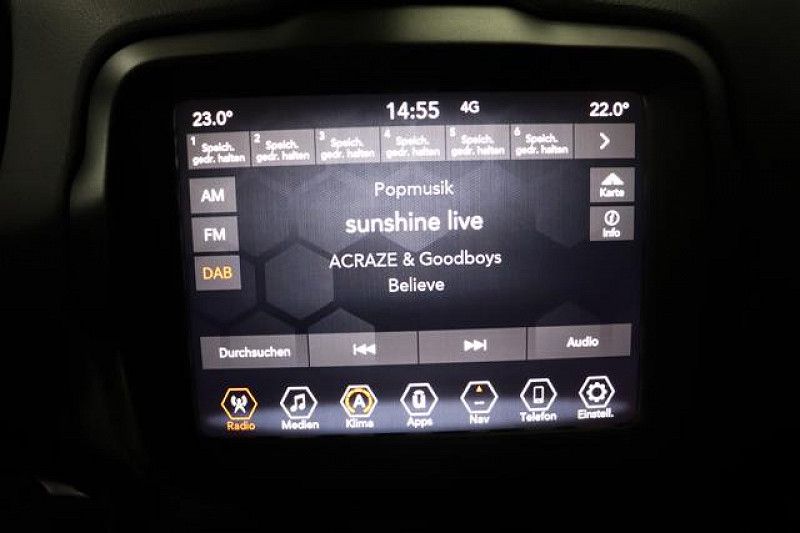 23.0° 14:55 4G 22.0°
1 Speich. gedr. halten
2 Speich. gedr. halten
3 Speich. gedr. halten
4 Speich. gedr. halten
5 Speich. gedr. halten
6 Speich. gedr. halten
AM
FM
DAB
Popmusik
sunshine live
ACRAZE & Goodboys
Believe
Karte
Info
Durchsuchen
Audio
Radio Medien Klima Apps Nav Telefon Einstell.